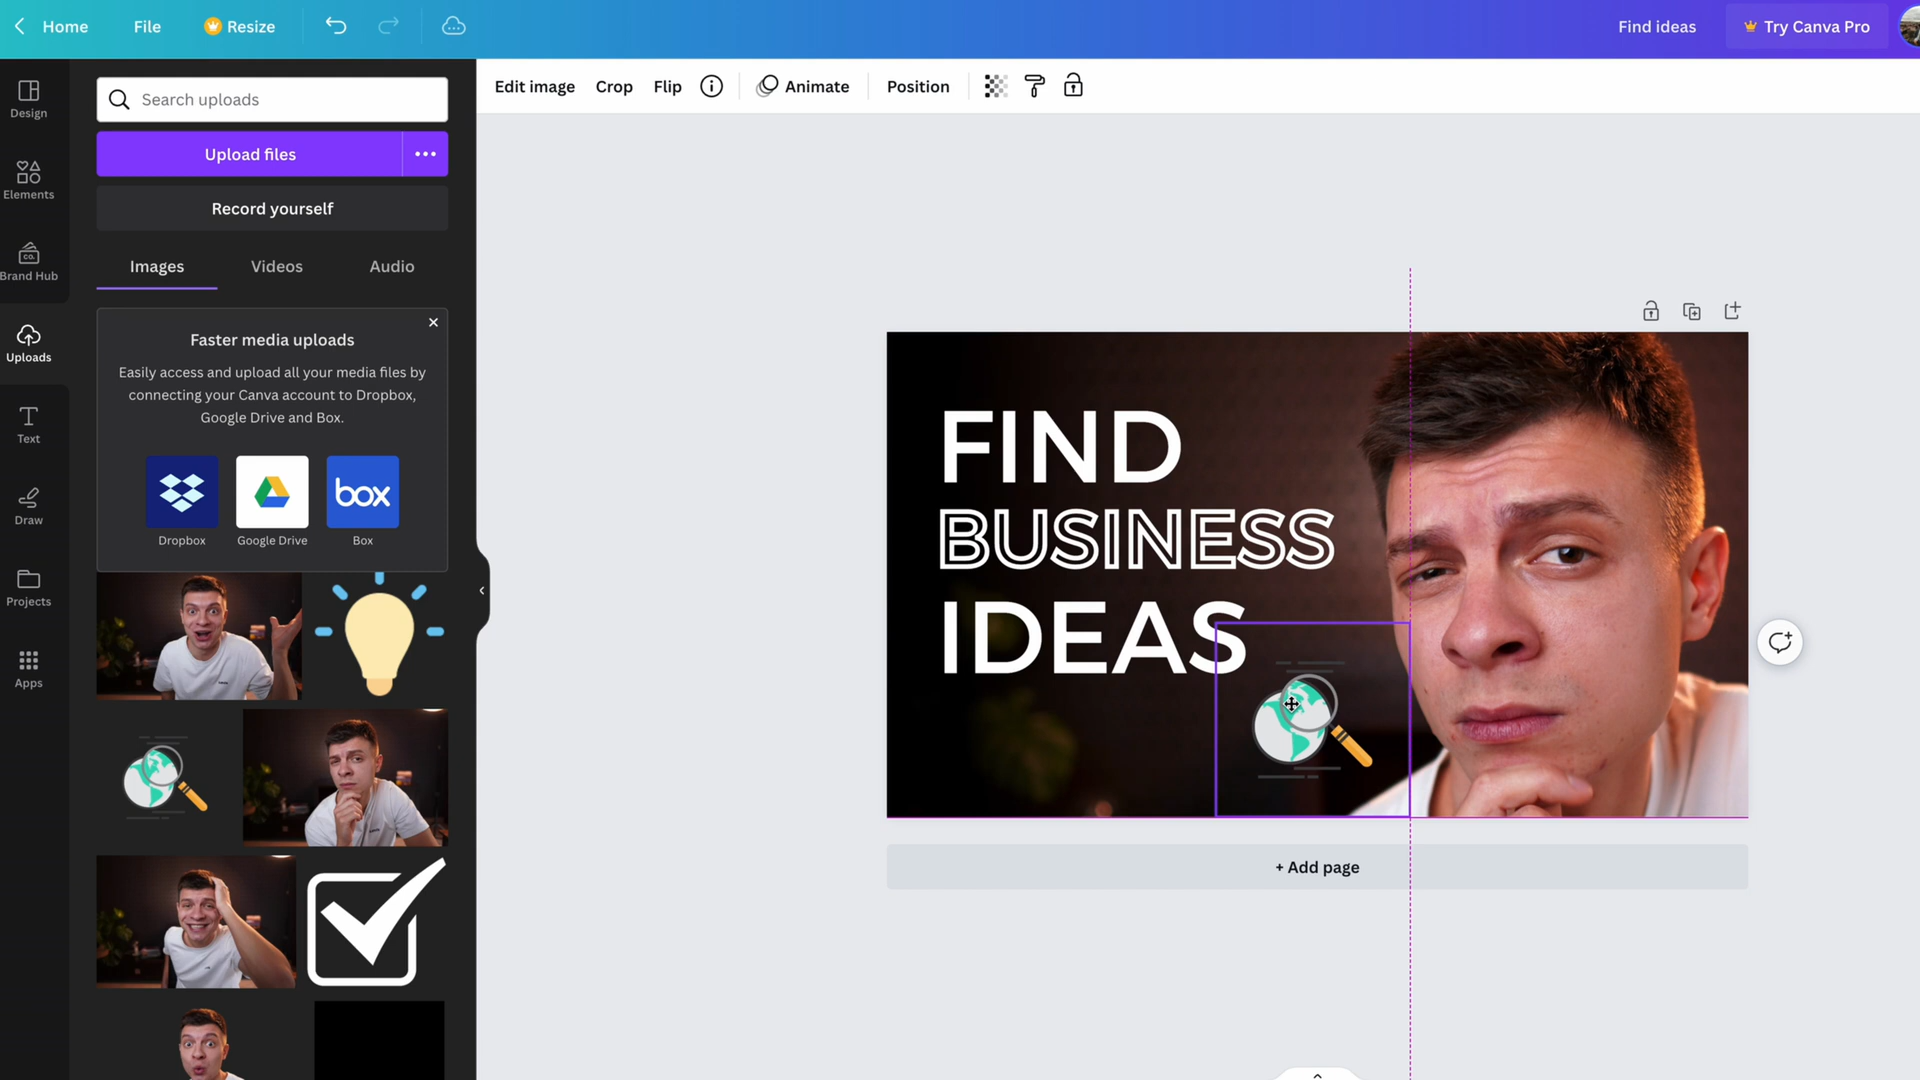 Home
File
Resize
Find ideas
Try Canva Pro
Design
Elements
Brand Hub
Uploads
Text
Draw
Projects
Apps
Search uploads
Upload files
Record yourself
Images
Videos
Audio
Faster media uploads
Easily access and upload all your media files by
connecting your Canva account to Dropbox,
Google Drive and Box.
box
Dropbox
Google Drive
Box
Edit image
Crop
Flip
Animate
Position
FIND
BUSINESS
IDEAS
+ Add page